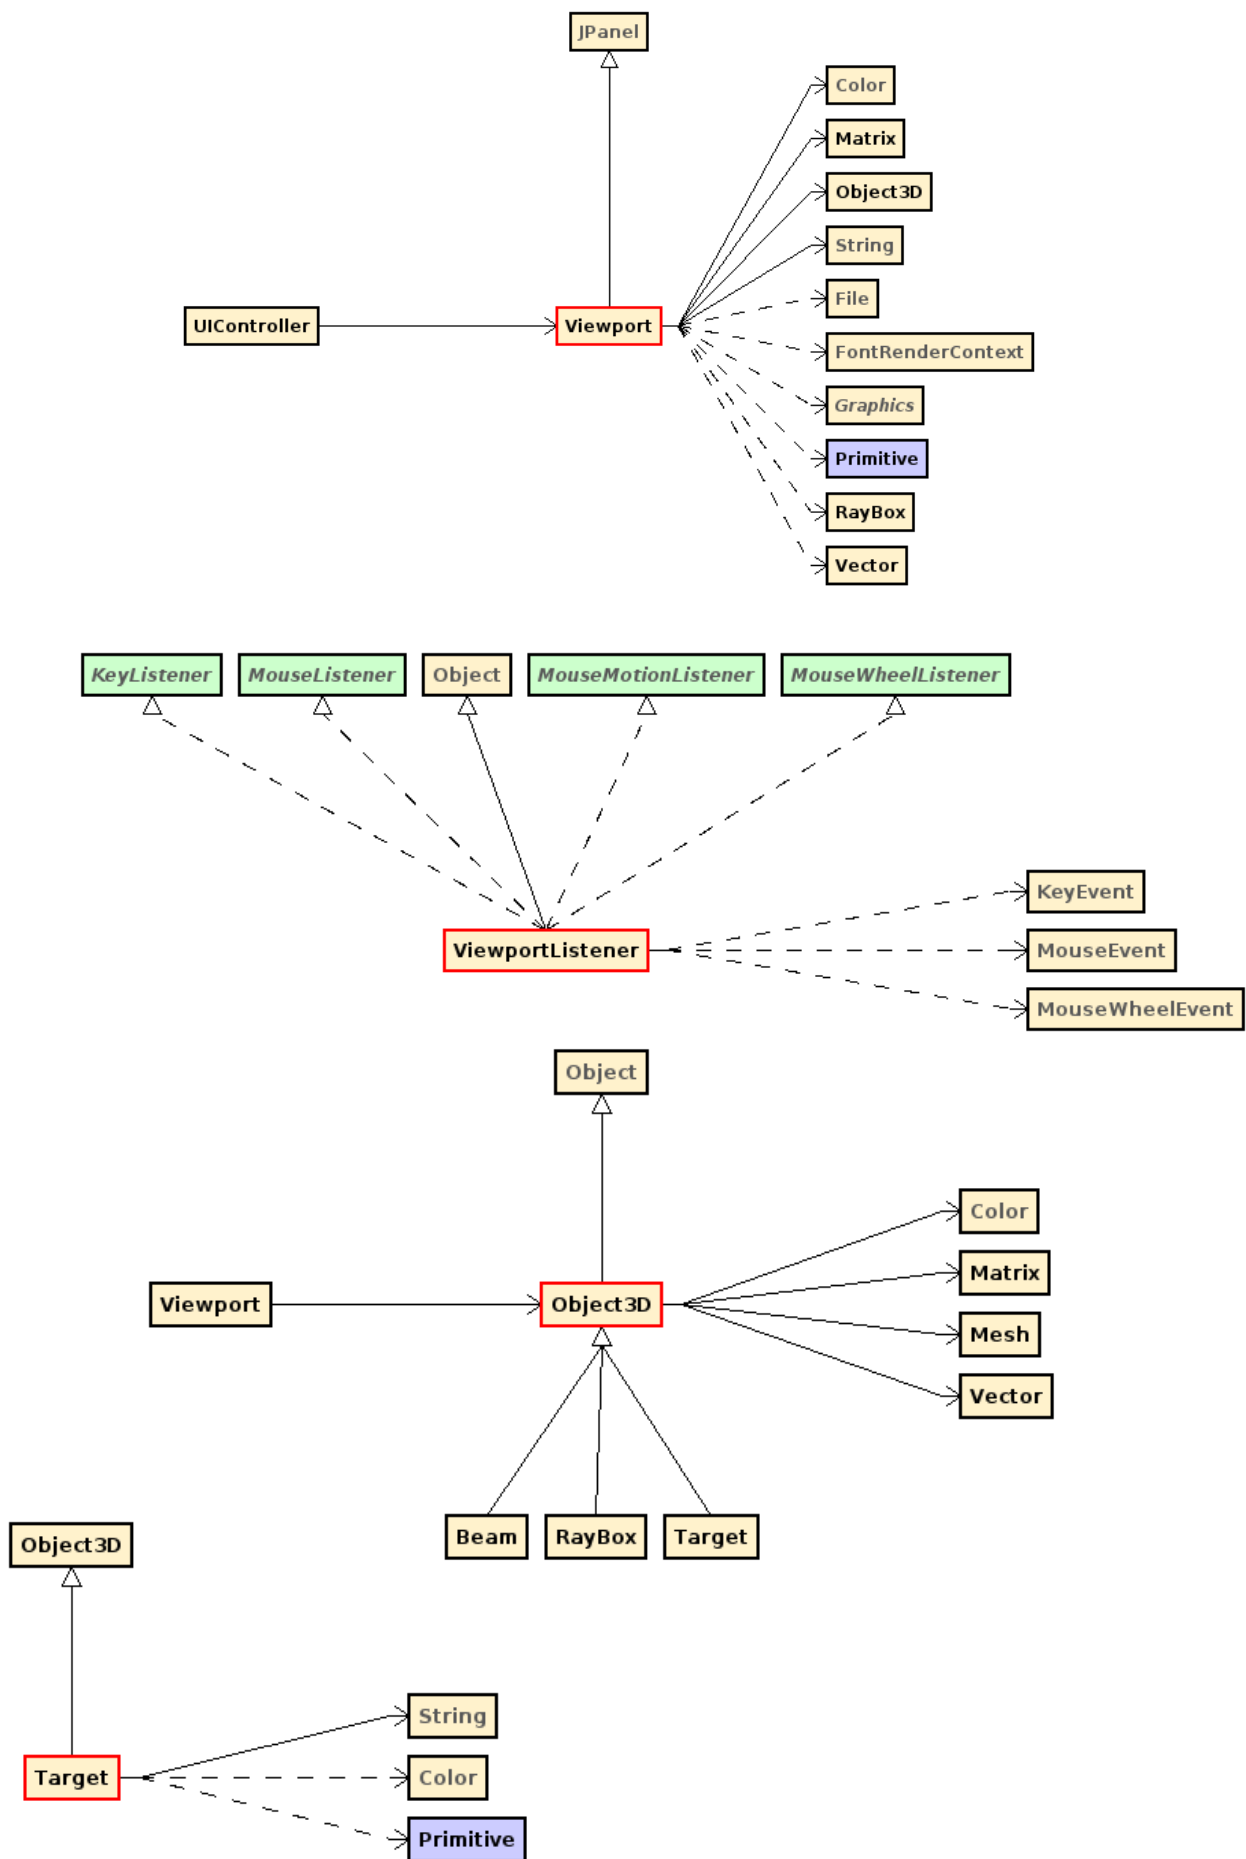 JPanel
Color
Matrix
Object3D
String
File
UIController
Viewport
FontRenderContext
Graphics
Primitive
RayBox
Vector
KeyListener
MouseListener
Object
MouseMotionListener
MouseWheelListener
KeyEvent
ViewportListener
MouseEvent
MouseWheelEvent
Object
Color
Matrix
Viewport
Object3D
Mesh
Vector
Beam
RayBox
Target
Object3D
String
Target
Color
Primitive